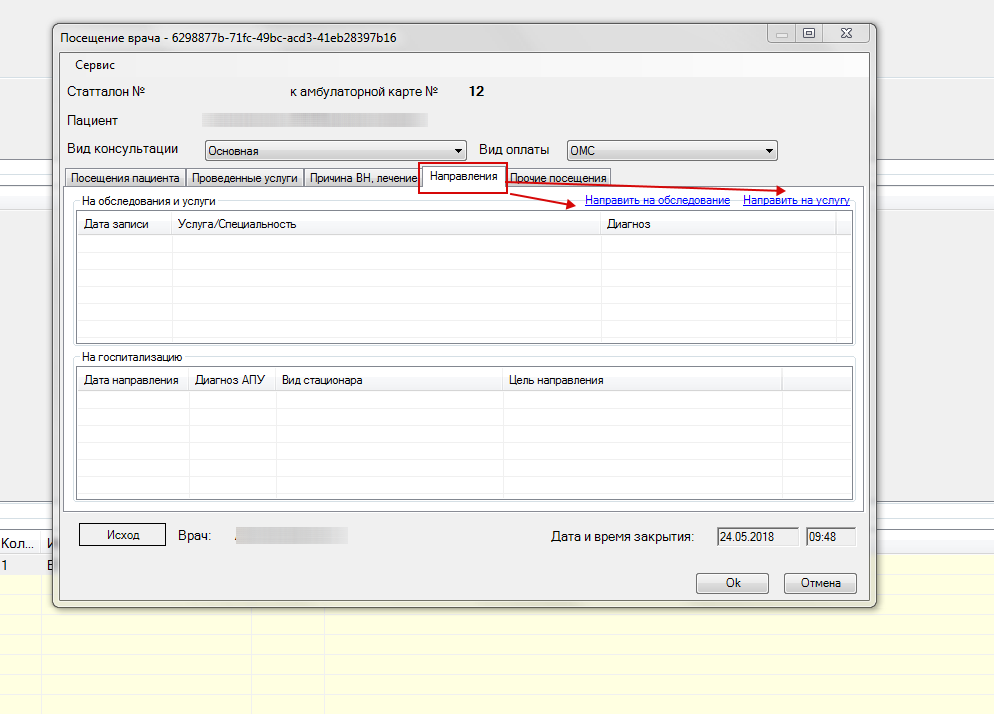 Посещение врача - 6298877b-71fc-49bc-acd3-41eb28397b16
Сервис
Статталон № к амбулаторной карте № 12
Пациент
Вид консультации Основная Вид оплаты ОМС
Посещения пациента Проведенные услуги Причина ВН, лечение Направления Прочие посещения
На обследования и услуги Направить на обследование Направить на услугу
Дата записи Услуга/Специальность Диагноз
На госпитализацию
Дата направления Диагноз АПУ Вид стационара Цель направления
Исход Врач: Дата и время закрытия: 24.05.2018 09:48
Кол...
1
Ok Отмена